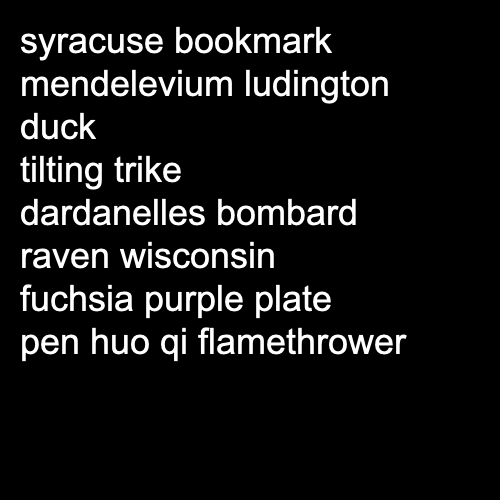 syracuse bookmark
mendelevium ludington
duck
tilting trike
dardanelles bombard
raven wisconsin
fuchsia purple plate
pen huo qi flamethrower